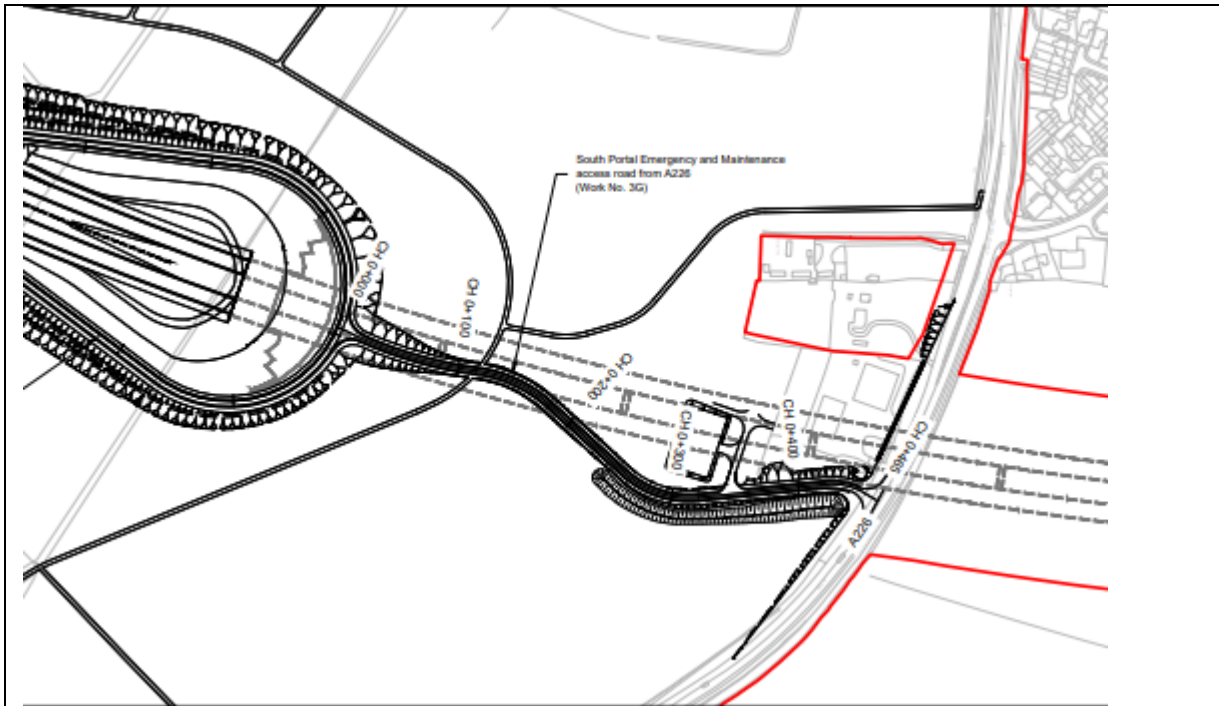 South Portal Emergency and Maintenance
access road from A226
(Work No. 3G)
CH 0+000
CH 0+100
CH 0+200
CH 0+300
CH 0+400
CH 0+465
A226